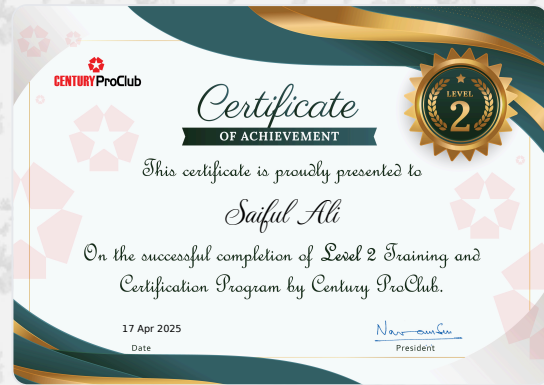 CENTURY ProClub
LEVEL
2
Certificate
OF ACHIEVEMENT
This certificate is proudly presented to
Saiful Ali
On the successful completion of Level 2 Training and
Certification Program by Century ProClub.
17 Apr 2025
Date
President